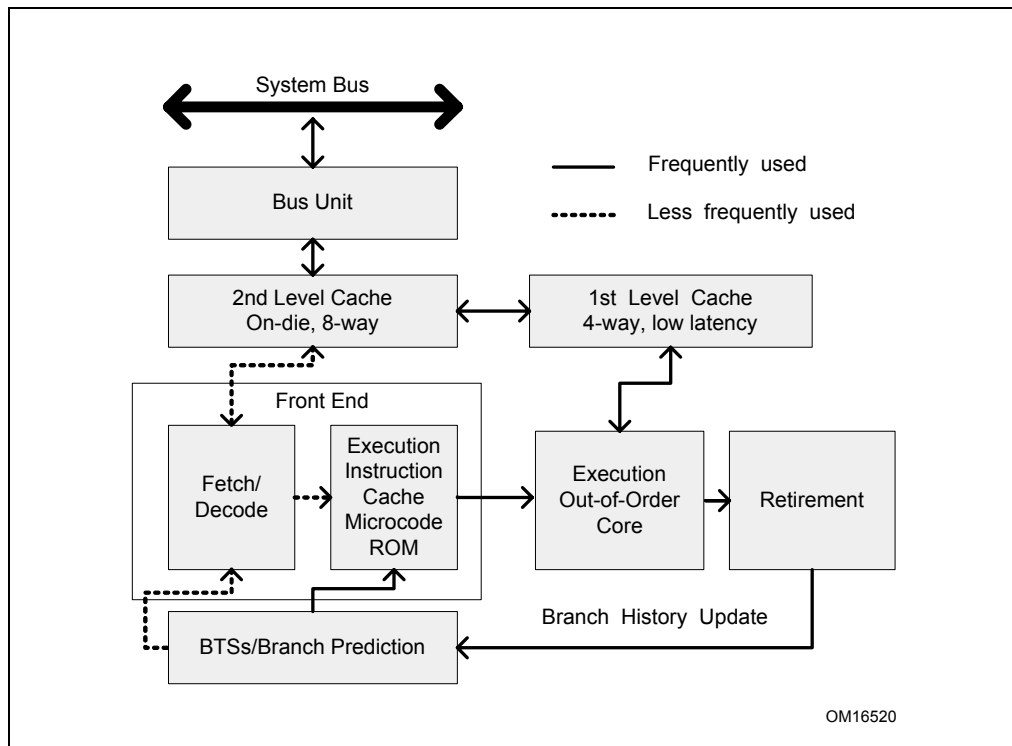 System Bus
Frequently used
Less frequently used
Bus Unit
2nd Level Cache
On-die, 8-way
1st Level Cache
4-way, low latency
Front End
Fetch/
Decode
Execution
Instruction
Cache
Microcode
ROM
Execution
Out-of-Order
Core
Retirement
Branch History Update
BTSs/Branch Prediction
OM16520